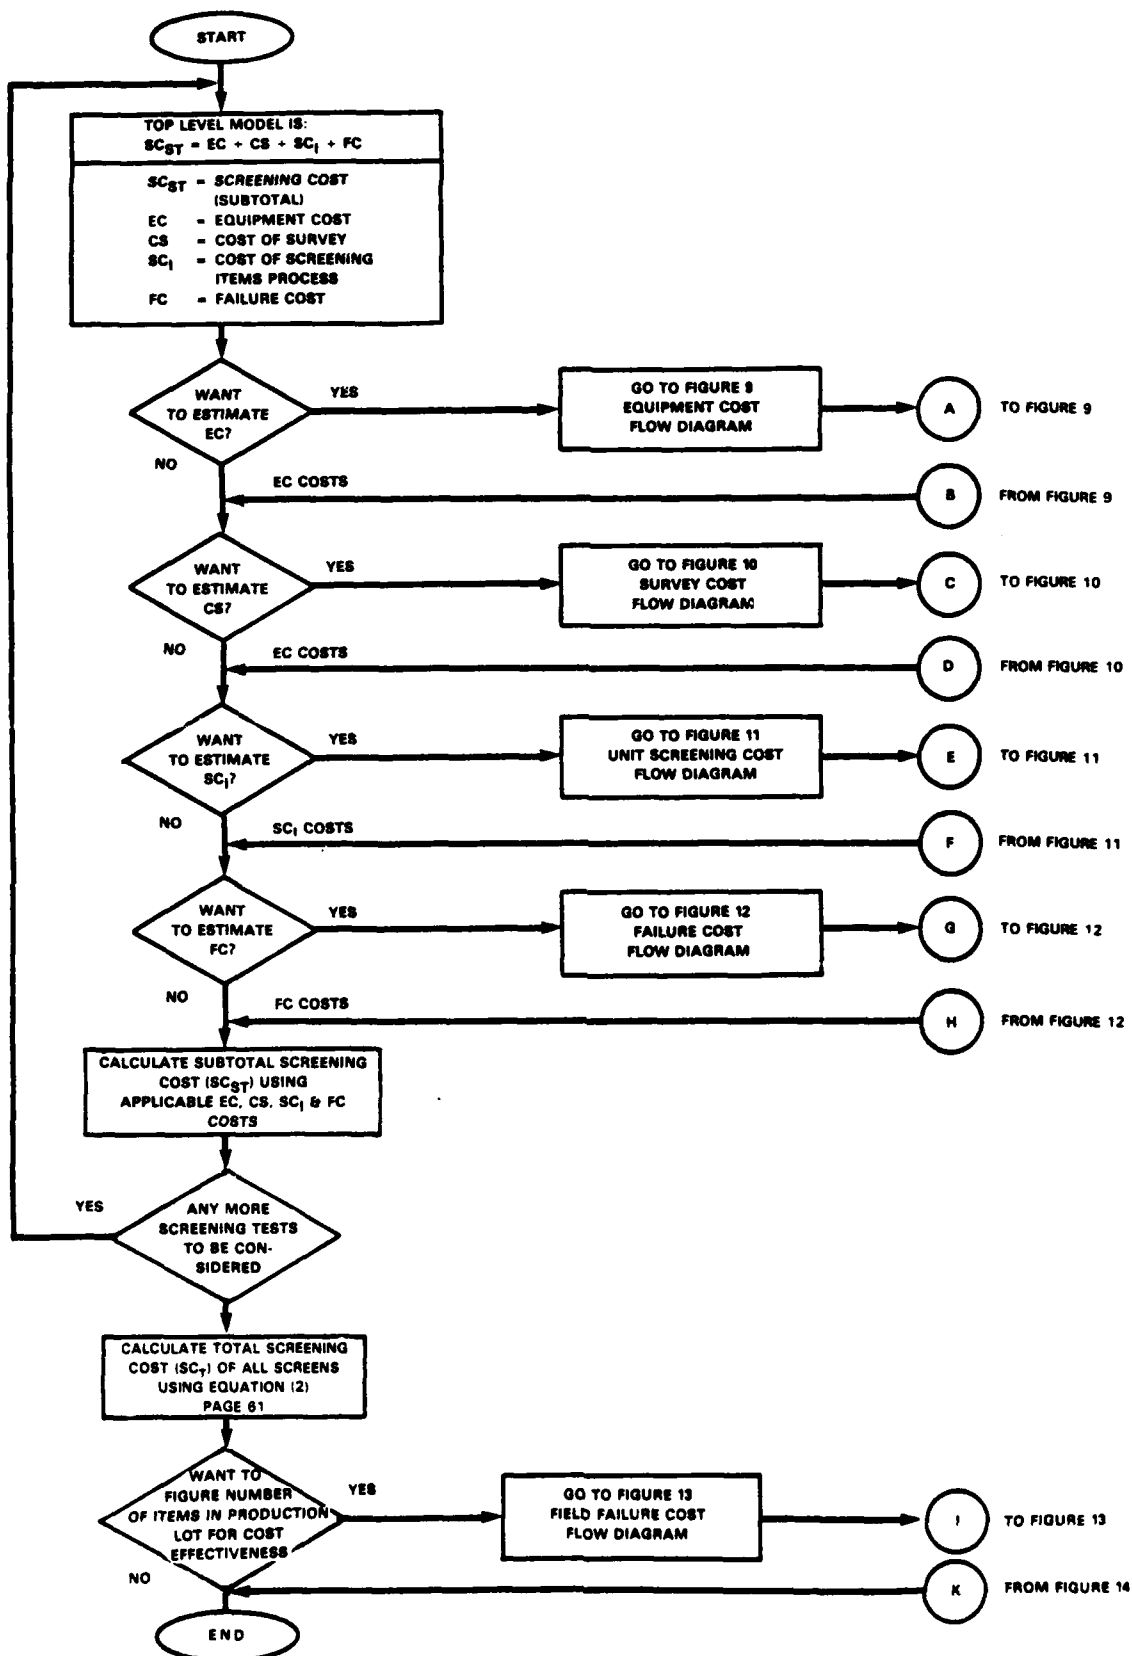 START
TOP LEVEL MODEL IS:
SC_ST = EC + CS + SC_I + FC
SC_ST = SCREENING COST
(SUBTOTAL)
EC = EQUIPMENT COST
CS = COST OF SURVEY
SC_I = COST OF SCREENING
ITEMS PROCESS
FC = FAILURE COST
WANT
TO ESTIMATE
EC?
YES
NO
GO TO FIGURE 9
EQUIPMENT COST
FLOW DIAGRAM
A
TO FIGURE 9
EC COSTS
B
FROM FIGURE 9
WANT
TO ESTIMATE
CS?
YES
NO
GO TO FIGURE 10
SURVEY COST
FLOW DIAGRAM
C
TO FIGURE 10
EC COSTS
D
FROM FIGURE 10
WANT
TO ESTIMATE
SC_I?
YES
NO
GO TO FIGURE 11
UNIT SCREENING COST
FLOW DIAGRAM
E
TO FIGURE 11
SC_I COSTS
F
FROM FIGURE 11
WANT
TO ESTIMATE
FC?
YES
NO
GO TO FIGURE 12
FAILURE COST
FLOW DIAGRAM
G
TO FIGURE 12
FC COSTS
H
FROM FIGURE 12
CALCULATE SUBTOTAL SCREENING
COST (SC_ST) USING
APPLICABLE EC, CS, SC_I & FC
COSTS
YES
ANY MORE
SCREENING TESTS
TO BE CON-
SIDERED
CALCULATE TOTAL SCREENING
COST (SC_T) OF ALL SCREENS
USING EQUATION (2)
PAGE 61
WANT TO
FIGURE NUMBER
OF ITEMS IN PRODUCTION
LOT FOR COST
EFFECTIVENESS
YES
NO
GO TO FIGURE 13
FIELD FAILURE COST
FLOW DIAGRAM
I
TO FIGURE 13
K
FROM FIGURE 14
END